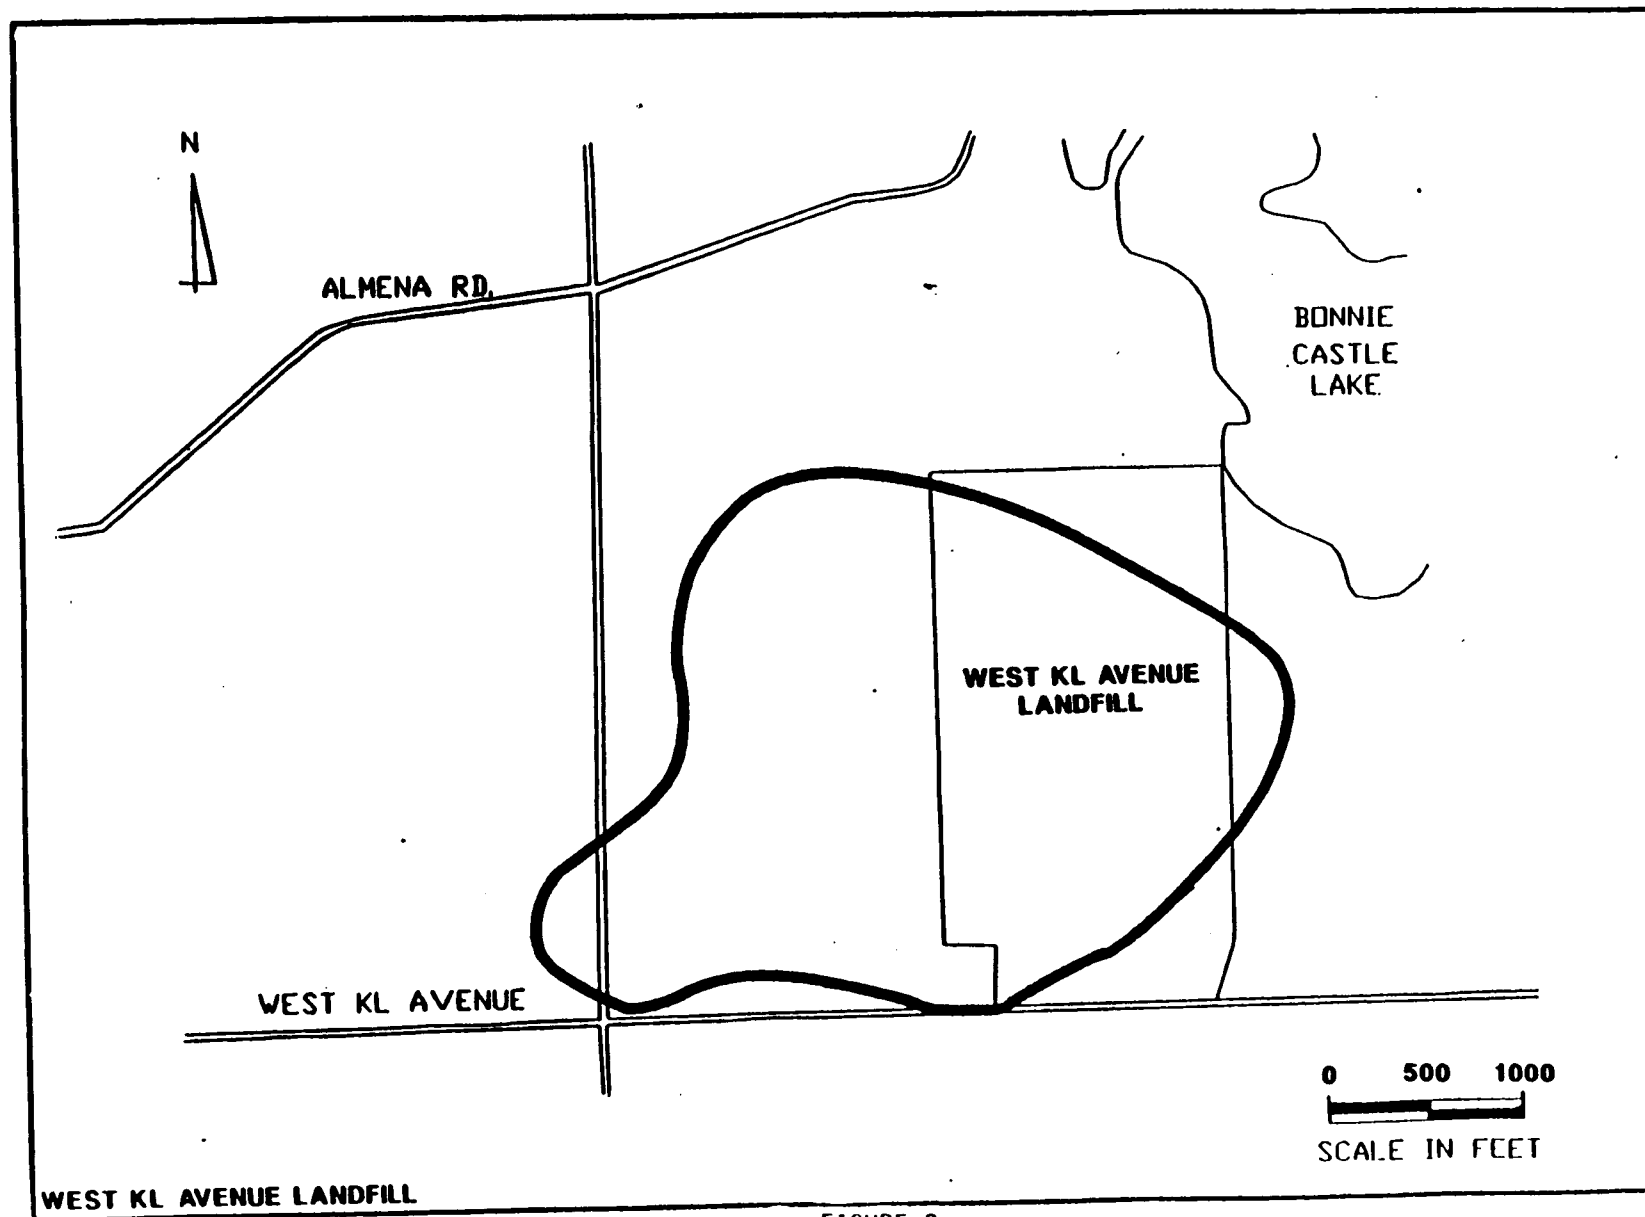 N
ALMENA RD.
BONNIE
CASTLE
LAKE
WEST KL AVENUE
LANDFILL
WEST KL AVENUE
0 500 1000
SCALE IN FEET
WEST KL AVENUE LANDFILL